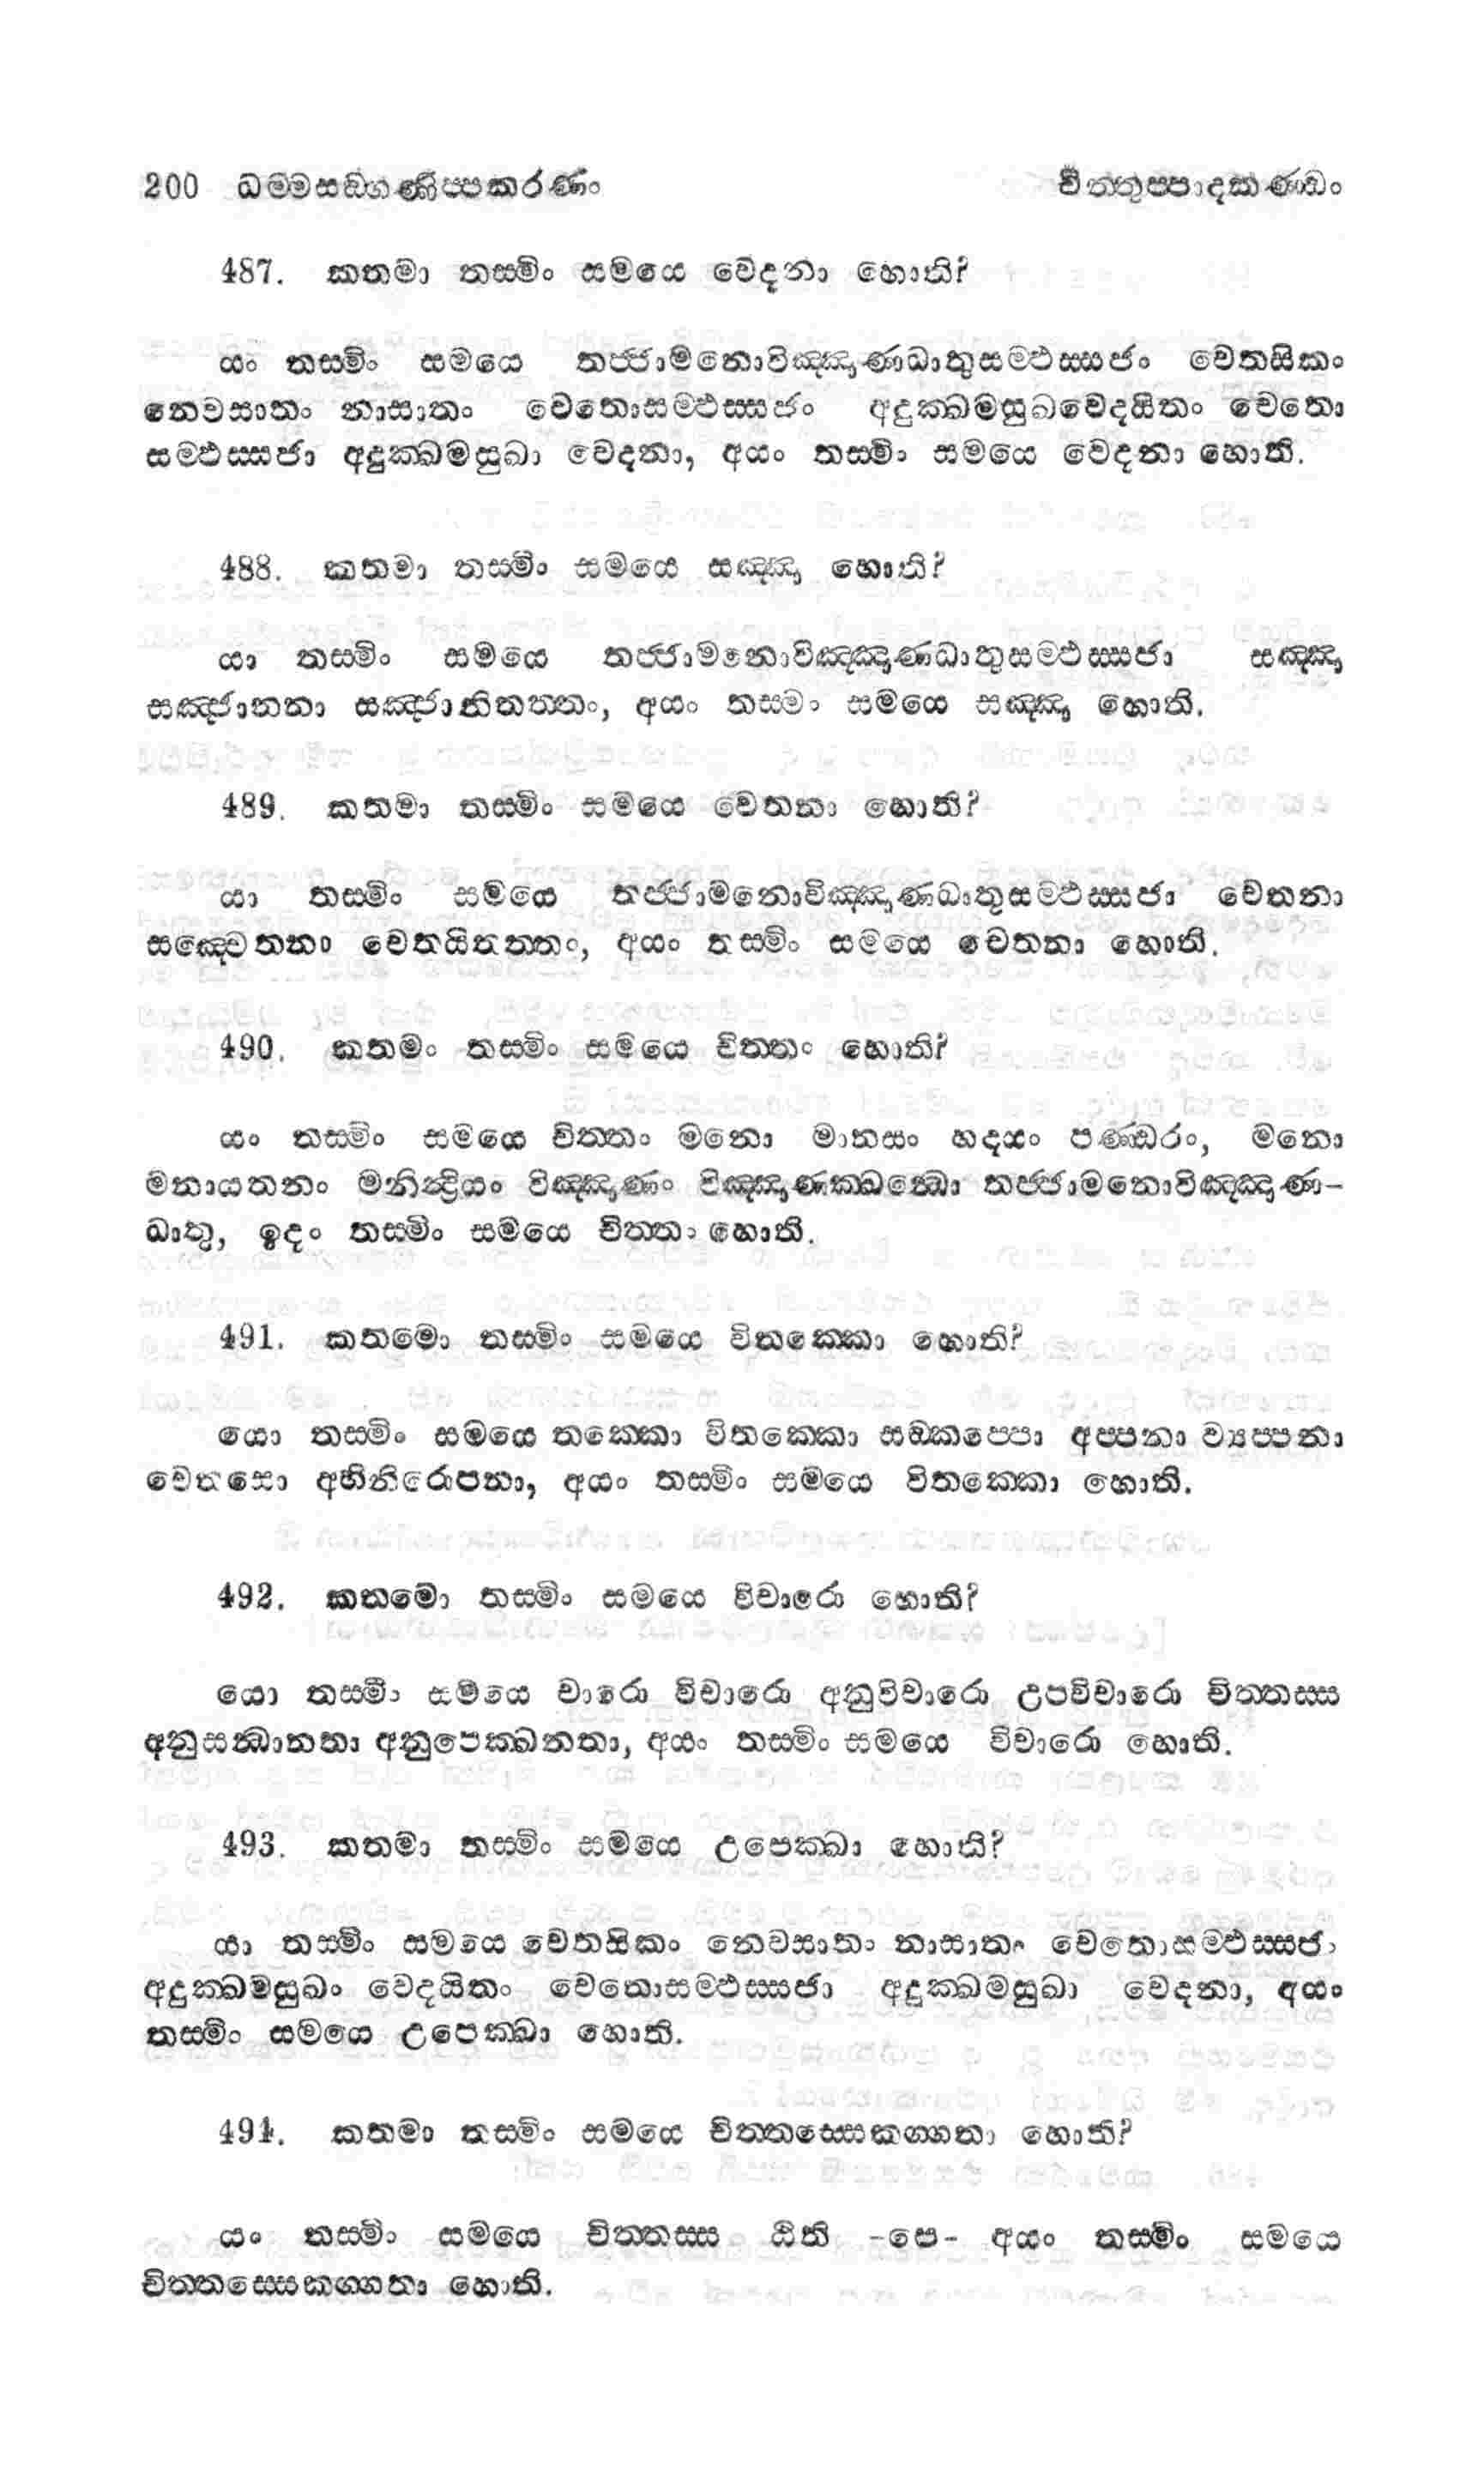 200 ධම්මසඞ්ගණිප්පකරණං චිත්තුප්පාදකණ්ඩං
487. කතමා තස්මිං සමයෙ වේදනා හොති?
යං තස්මිං සමයෙ තජ්ජාමනොවිඤ්ඤාණධාතුසම්ඵස්සජං චෙතසිකං
නෙවසාතං නාසාතං චෙතොසම්ඵස්සජං අදුක්ඛමසුඛවෙදයිතං චෙතො
සම්ඵස්සජා අදුක්ඛමසුඛා වෙදනා, අයං තස්මිං සමයෙ වෙදනා හොති.
488. කතමා තස්මිං සමයෙ සඤ්ඤා හොති?
යා තස්මිං සමයෙ තජ්ජාමනොවිඤ්ඤාණධාතුසම්ඵස්සජා සඤ්ඤා
සඤ්ජානනා සඤ්ජානිතත්තං, අයං තස්මිං සමයෙ සඤ්ඤා හොති.
489. කතමා තස්මිං සමයෙ චෙතනා හොති?
යා තස්මිං සමයෙ තජ්ජාමනොවිඤ්ඤාණධාතුසම්ඵස්සජා චෙතනා
සඤ්චෙතනා චෙතයිතත්තං, අයං තස්මිං සමයෙ චෙතනා හොති.
490. කතමං තස්මිං සමයෙ චිත්තං හොති?
යං තස්මිං සමයෙ චිත්තං මනො මානසං හදයං පණ්ඩරං, මනො
මනායතනං මනින්ද්‍රියං විඤ්ඤාණං විඤ්ඤාණක්ඛන්ධො තජ්ජාමනොවිඤ්ඤාණ-
ධාතු, ඉදං තස්මිං සමයෙ චිත්තං හොති.
491. කතමො තස්මිං සමයෙ විතක්කො හොති?
යො තස්මිං සමයෙ තක්කො විතක්කො සඞ්කප්පො අප්පනා ව්‍යප්පනා
චෙතසො අභිනිරොපනා, අයං තස්මිං සමයෙ විතක්කො හොති.
492. කතමො තස්මිං සමයෙ විචාරො හොති?
යො තස්මිං සමයෙ චාරො විචාරො අනුවිචාරො උපවිචාරො චිත්තස්ස
අනුසන්ධානතා අනුපෙක්ඛනතා, අයං තස්මිං සමයෙ විචාරො හොති.
493. කතමා තස්මිං සමයෙ උපෙක්ඛා හොති?
යා තස්මිං සමයෙ චෙතසිකං නෙවසාතං නාසාතං චෙතොසම්ඵස්සජං
අදුක්ඛමසුඛං වෙදයිතං චෙතොසම්ඵස්සජා අදුක්ඛමසුඛා වෙදනා, අයං
තස්මිං සමයෙ උපෙක්ඛා හොති.
494. කතමා තස්මිං සමයෙ චිත්තස්සෙකග්ගතා හොති?
යං තස්මිං සමයෙ චිත්තස්ස ඨිති -පෙ- අයං තස්මිං සමයෙ
චිත්තස්සෙකග්ගතා හොති.